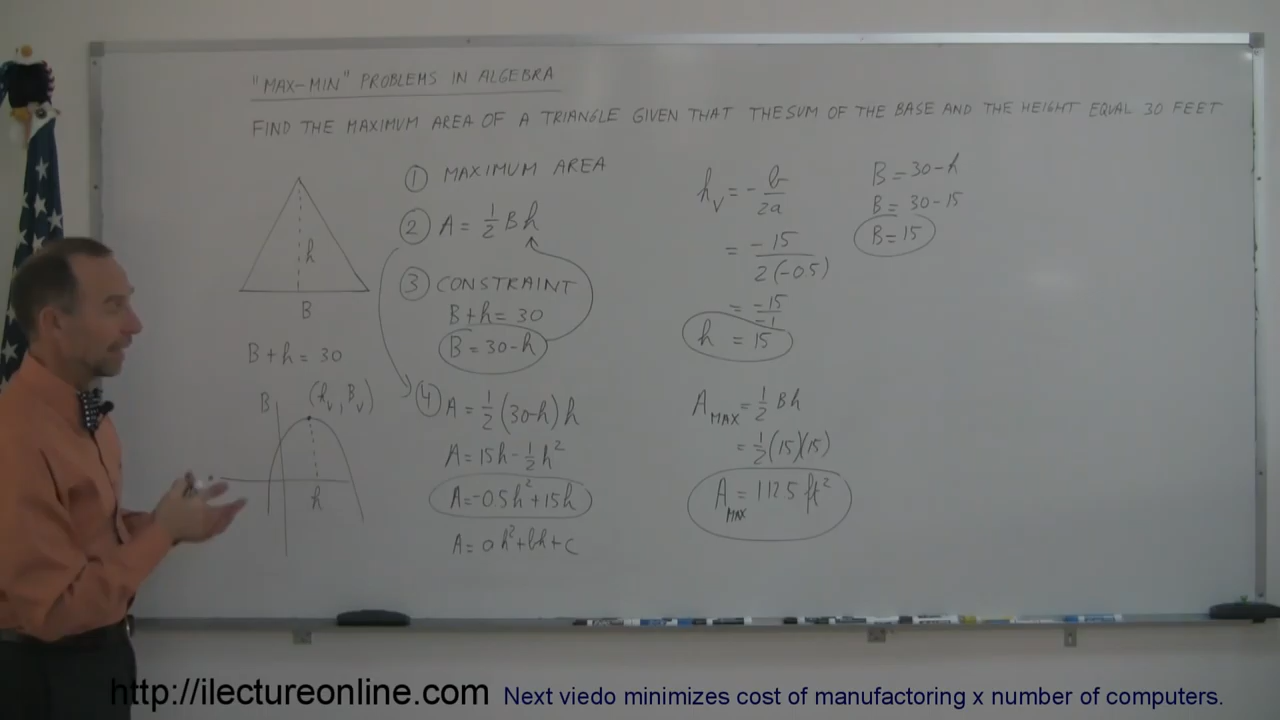 "MAX-MIN" PROBLEMS IN ALGEBRA
FIND THE MAXIMUM AREA OF A TRIANGLE GIVEN THAT THE SUM OF THE BASE AND THE HEIGHT EQUAL 30 FEET
h
B
B+h = 30
B
(h_V, B_V)
h
① MAXIMUM AREA
② A = 1/2 Bh
③ CONSTRAINT
B+h = 30
B = 30-h
④ A = 1/2 (30-h)h
A = 15h - 1/2 h²
A = -0.5h² + 15h
A = ah² + bh + c
h_V = - b/2a
= -15/2(-0.5)
= -15/-1
h = 15
A_MAX = 1/2 Bh
= 1/2 (15)(15)
A_MAX = 112.5 ft²
B = 30-h
B = 30-15
B = 15
http://ilectureonline.com Next viedo minimizes cost of manufactoring x number of computers.